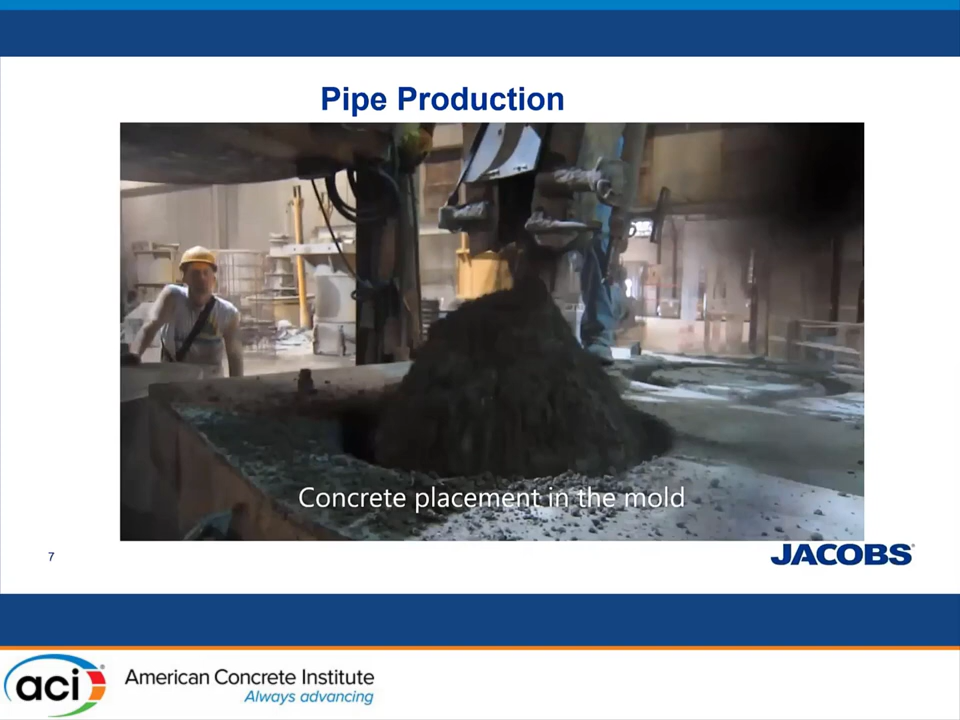 Pipe Production
Concrete placement in the mold
7
JACOBS
aci
American Concrete Institute
Always advancing